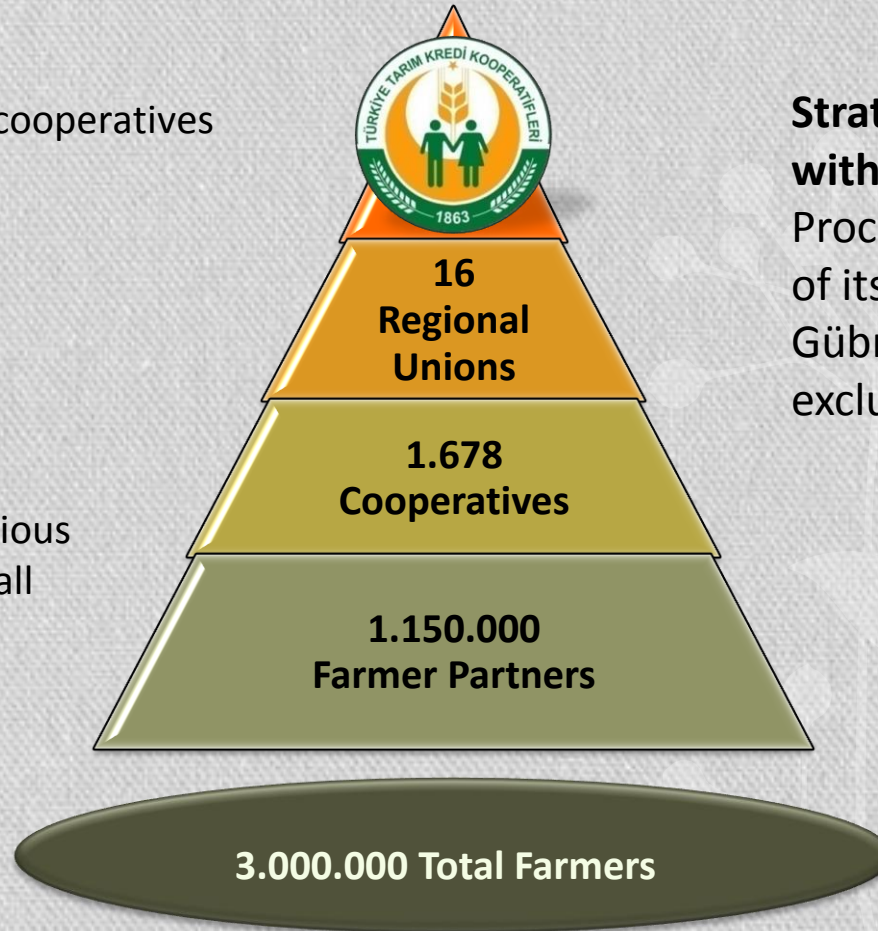 cooperatives
TÜRKİYE TARIM KREDİ KOOPERATİFLERİ
1863
Strat
with
Proc
of its
Gübr
exclu
16
Regional
Unions
1.678
Cooperatives
ious
all
1.150.000
Farmer Partners
3.000.000 Total Farmers